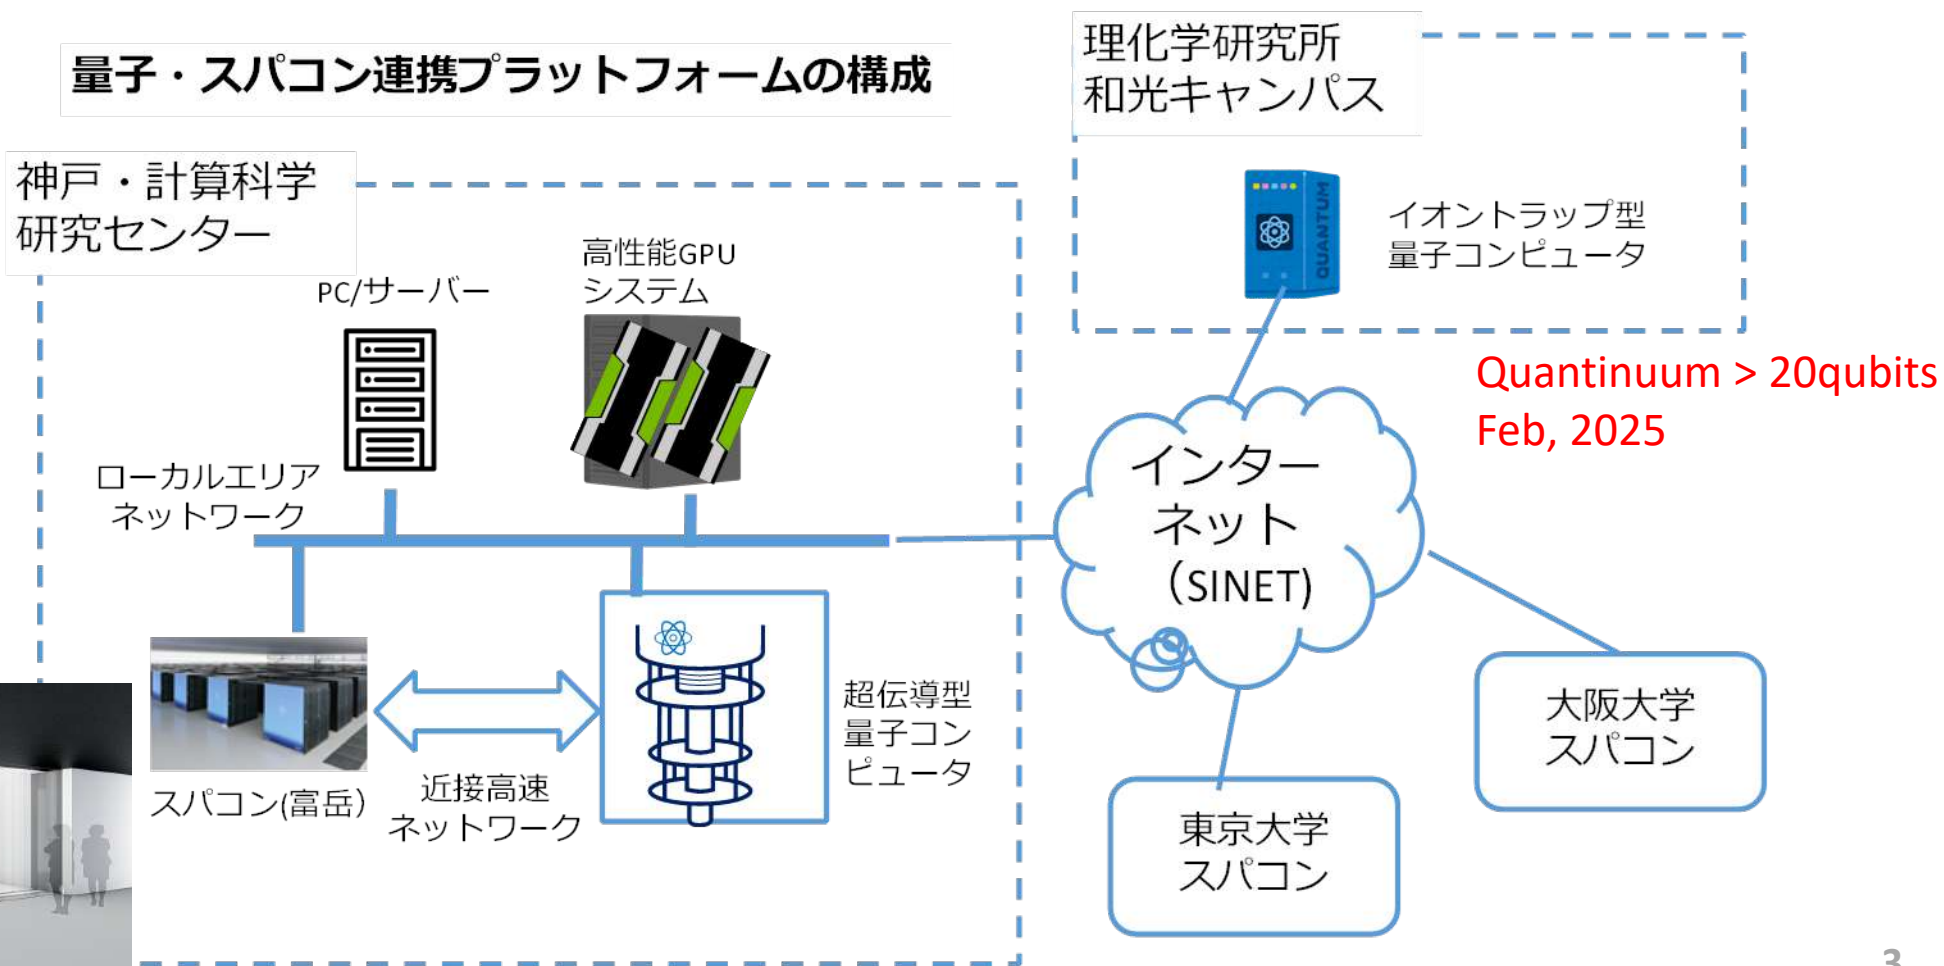 量子・スパコン連携プラットフォームの構成
理化学研究所
和光キャンパス
神戸・計算科学
研究センター
QUANTUM
イオントラップ型
量子コンピュータ
高性能GPU
システム
PC/サーバー
Quantinuum > 20qubits
Feb, 2025
ローカルエリア
ネットワーク
インター
ネット
（SINET)
超伝導型
量子コン
ピュータ
大阪大学
スパコン
スパコン(富岳）
近接高速
ネットワーク
東京大学
スパコン
3